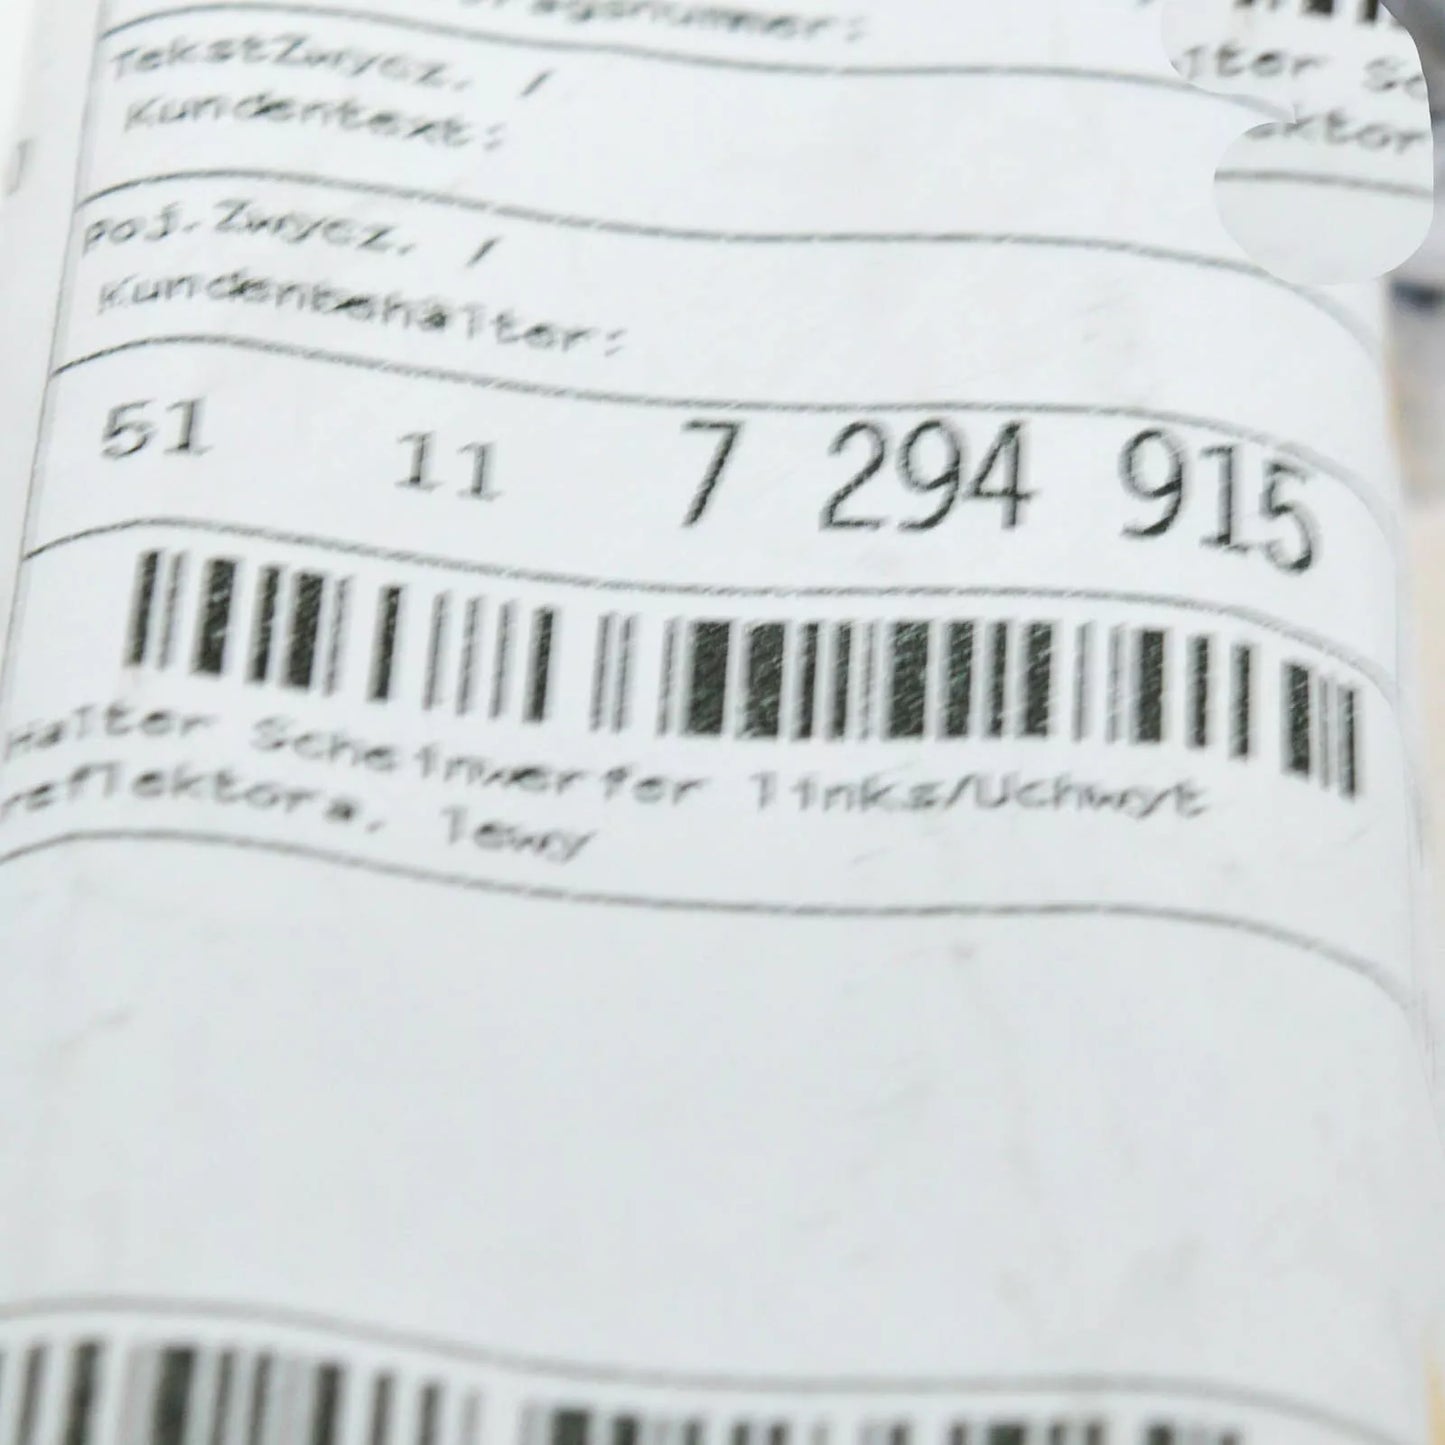 TekstZwycz. /
Kundentext:
Poj.Zwycz. /
Kundenbehälter:
51 11 7 294 915
Halter Scheinwerfer links/Uchwyt
reflektora, lewy